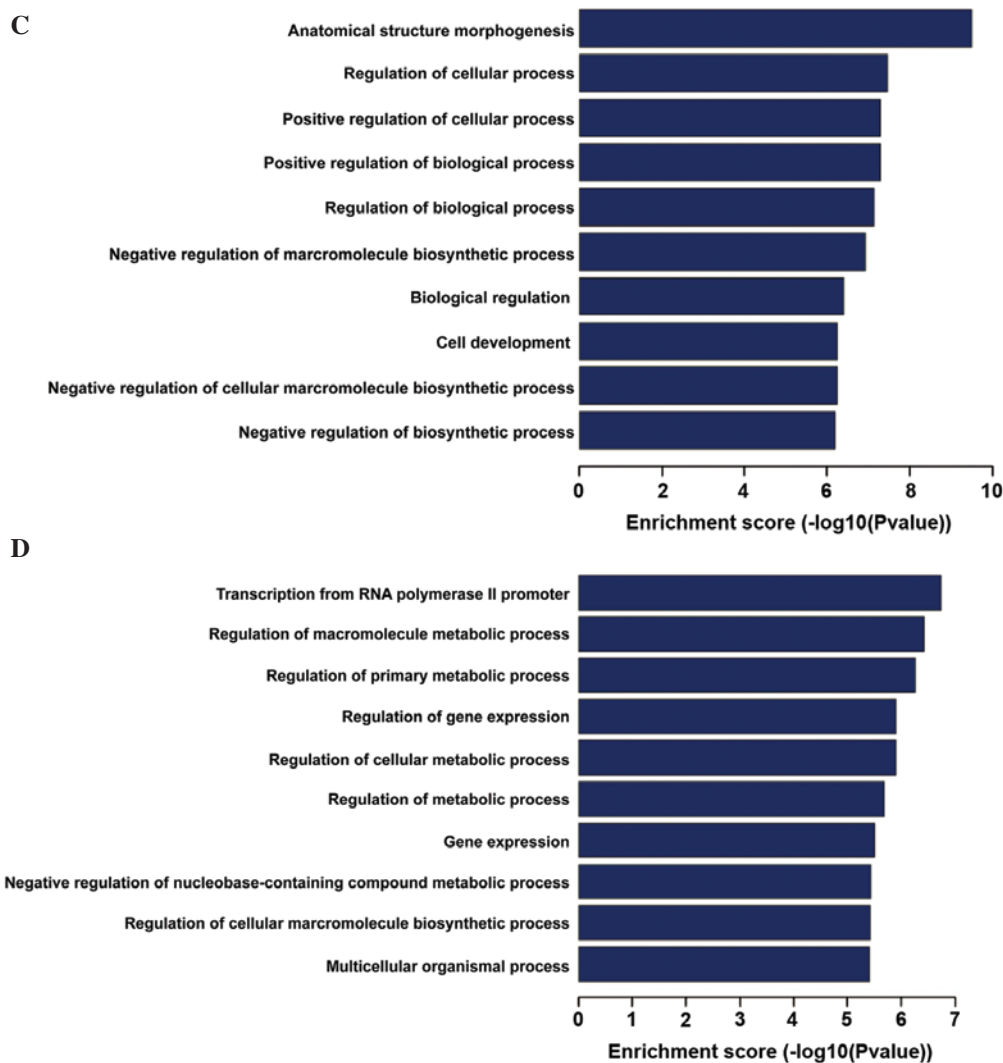 C
Anatomical structure morphogenesis
Regulation of cellular process
Positive regulation of cellular process
Positive regulation of biological process
Regulation of biological process
Negative regulation of marcromolecule biosynthetic process
Biological regulation
Cell development
Negative regulation of cellular marcromolecule biosynthetic process
Negative regulation of biosynthetic process
0 2 4 6 8 10
Enrichment score (-log10(Pvalue))
D
Transcription from RNA polymerase II promoter
Regulation of macromolecule metabolic process
Regulation of primary metabolic process
Regulation of gene expression
Regulation of cellular metabolic process
Regulation of metabolic process
Gene expression
Negative regulation of nucleobase-containing compound metabolic process
Regulation of cellular marcromolecule biosynthetic process
Multicellular organismal process
0 1 2 3 4 5 6 7
Enrichment score (-log10(Pvalue))